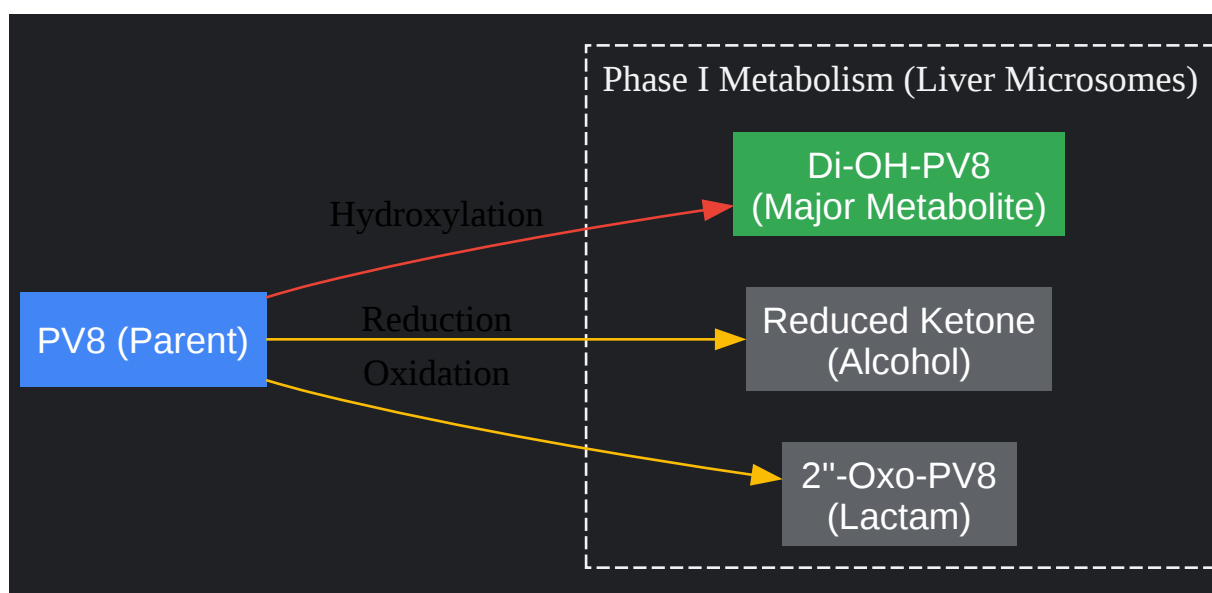 Phase I Metabolism (Liver Microsomes)
Di-OH-PV8
(Major Metabolite)
Hydroxylation
PV8 (Parent)
Reduction
Reduced Ketone
(Alcohol)
Oxidation
2"-Oxo-PV8
(Lactam)